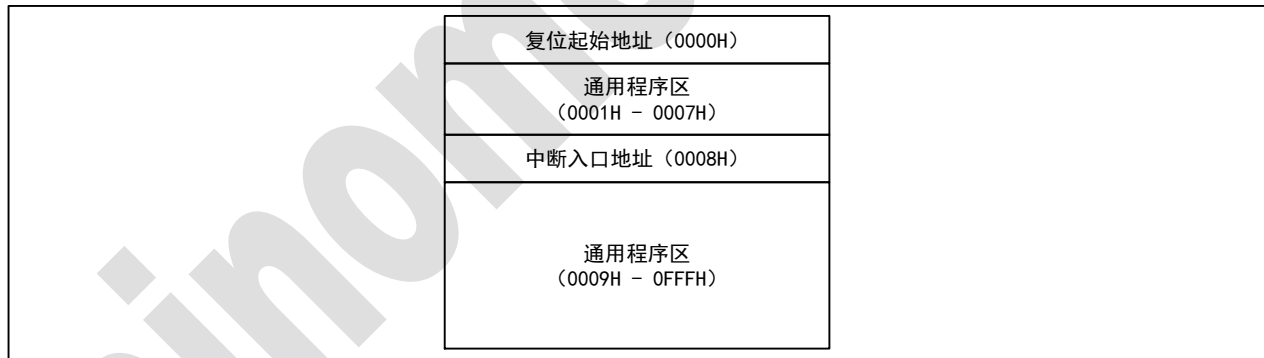 复位起始地址（0000H）
通用程序区
（0001H - 0007H）
中断入口地址（0008H）
通用程序区
（0009H - 0FFFH）